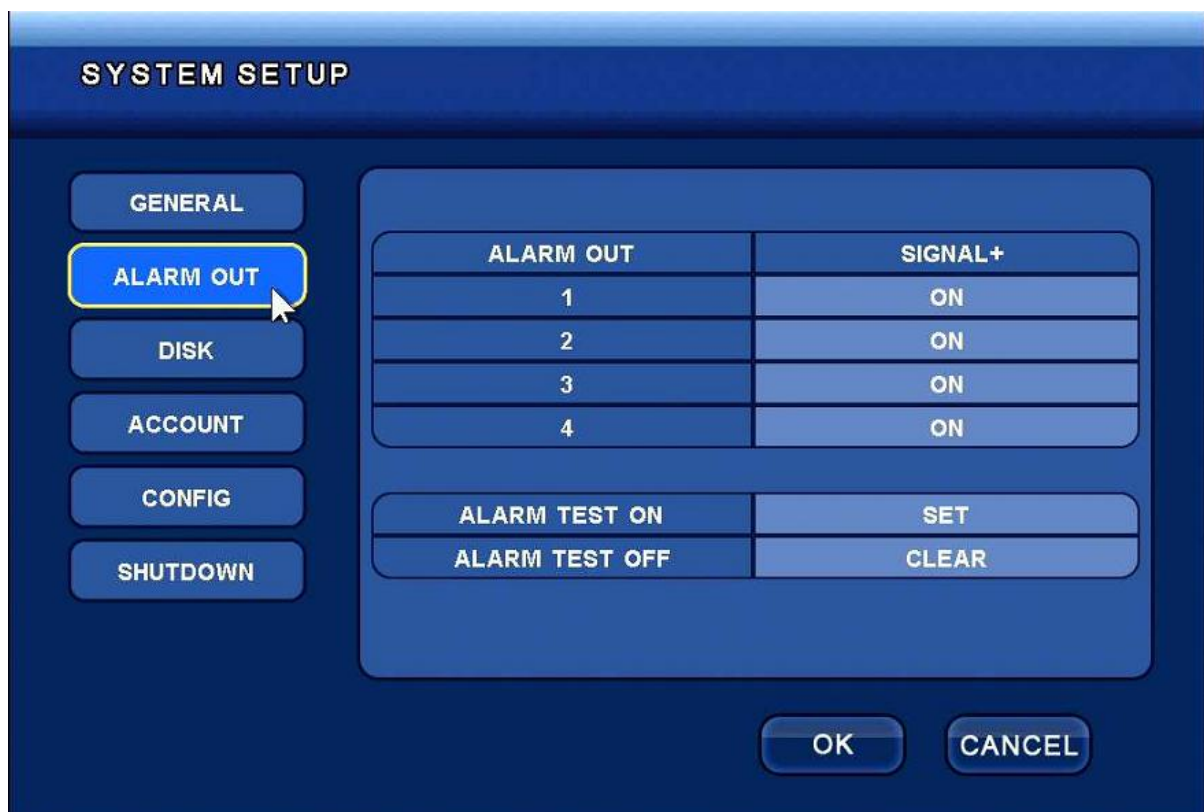 SYSTEM SETUP
GENERAL
ALARM OUT
DISK
ACCOUNT
CONFIG
SHUTDOWN
ALARM OUT SIGNAL+
1 ON
2 ON
3 ON
4 ON
ALARM TEST ON SET
ALARM TEST OFF CLEAR
OK CANCEL